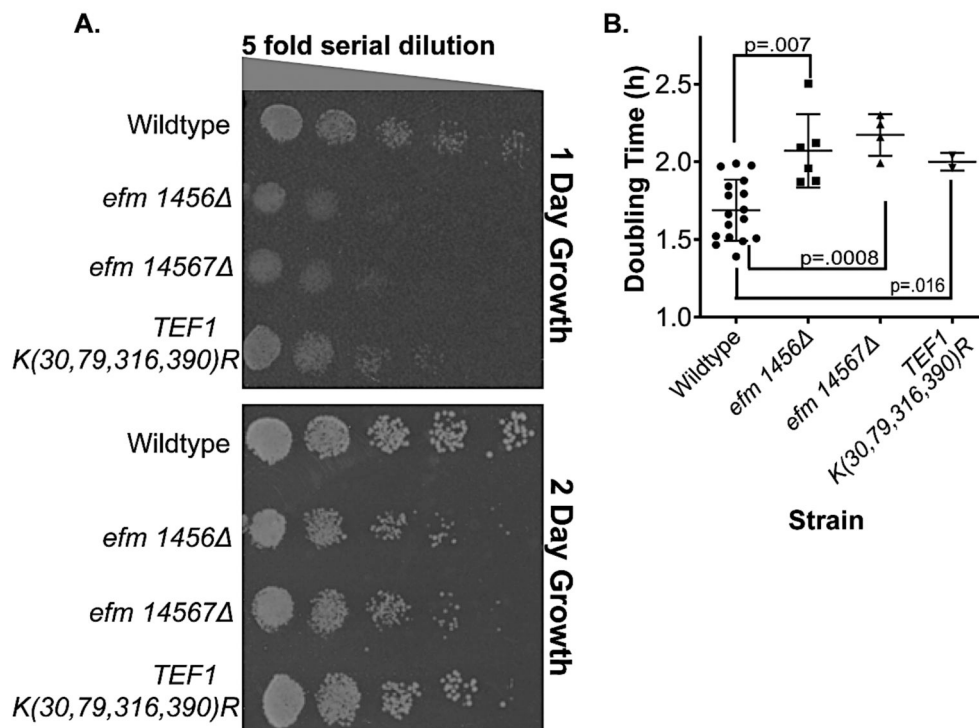 A.
5 fold serial dilution
Wildtype
efm 1456Δ
efm 14567Δ
TEF1
K(30,79,316,390)R
1 Day Growth
Wildtype
efm 1456Δ
efm 14567Δ
TEF1
K(30,79,316,390)R
2 Day Growth
B.
p=.007
2.5
2.0
1.5
1.0
Doubling Time (h)
p=.0008
p=.016
Wildtype
efm 1456Δ
efm 14567Δ
TEF1
K(30,79,316,390)R
Strain